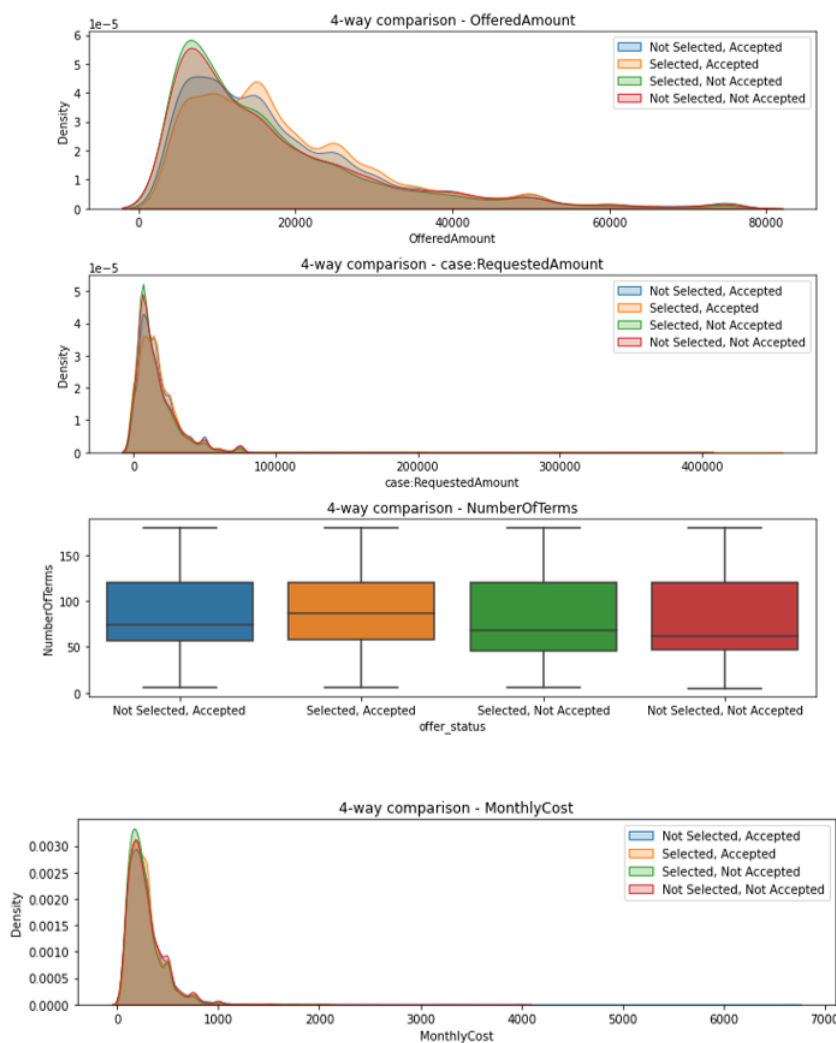 4-way comparison - OfferedAmount
1e-5
6
5
4
3
2
1
0
Density
Not Selected, Accepted
Selected, Accepted
Selected, Not Accepted
Not Selected, Not Accepted
0 20000 40000 60000 80000
OfferedAmount
4-way comparison - case:RequestedAmount
1e-5
5
4
3
2
1
0
Density
Not Selected, Accepted
Selected, Accepted
Selected, Not Accepted
Not Selected, Not Accepted
0 100000 200000 300000 400000
case:RequestedAmount
4-way comparison - NumberOfTerms
150
100
50
0
NumberOfTerms
Not Selected, Accepted Selected, Accepted Selected, Not Accepted Not Selected, Not Accepted
offer_status
4-way comparison - MonthlyCost
0.0030
0.0025
0.0020
0.0015
0.0010
0.0005
0.0000
Density
Not Selected, Accepted
Selected, Accepted
Selected, Not Accepted
Not Selected, Not Accepted
0 1000 2000 3000 4000 5000 6000 7000
MonthlyCost